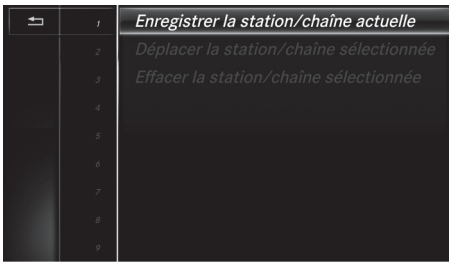 1 Enregistrer la station/chaîne actuelle
2 Déplacer la station/chaîne sélectionnée
3 Effacer la station/chaîne sélectionnée
4
5
6
7
8
9